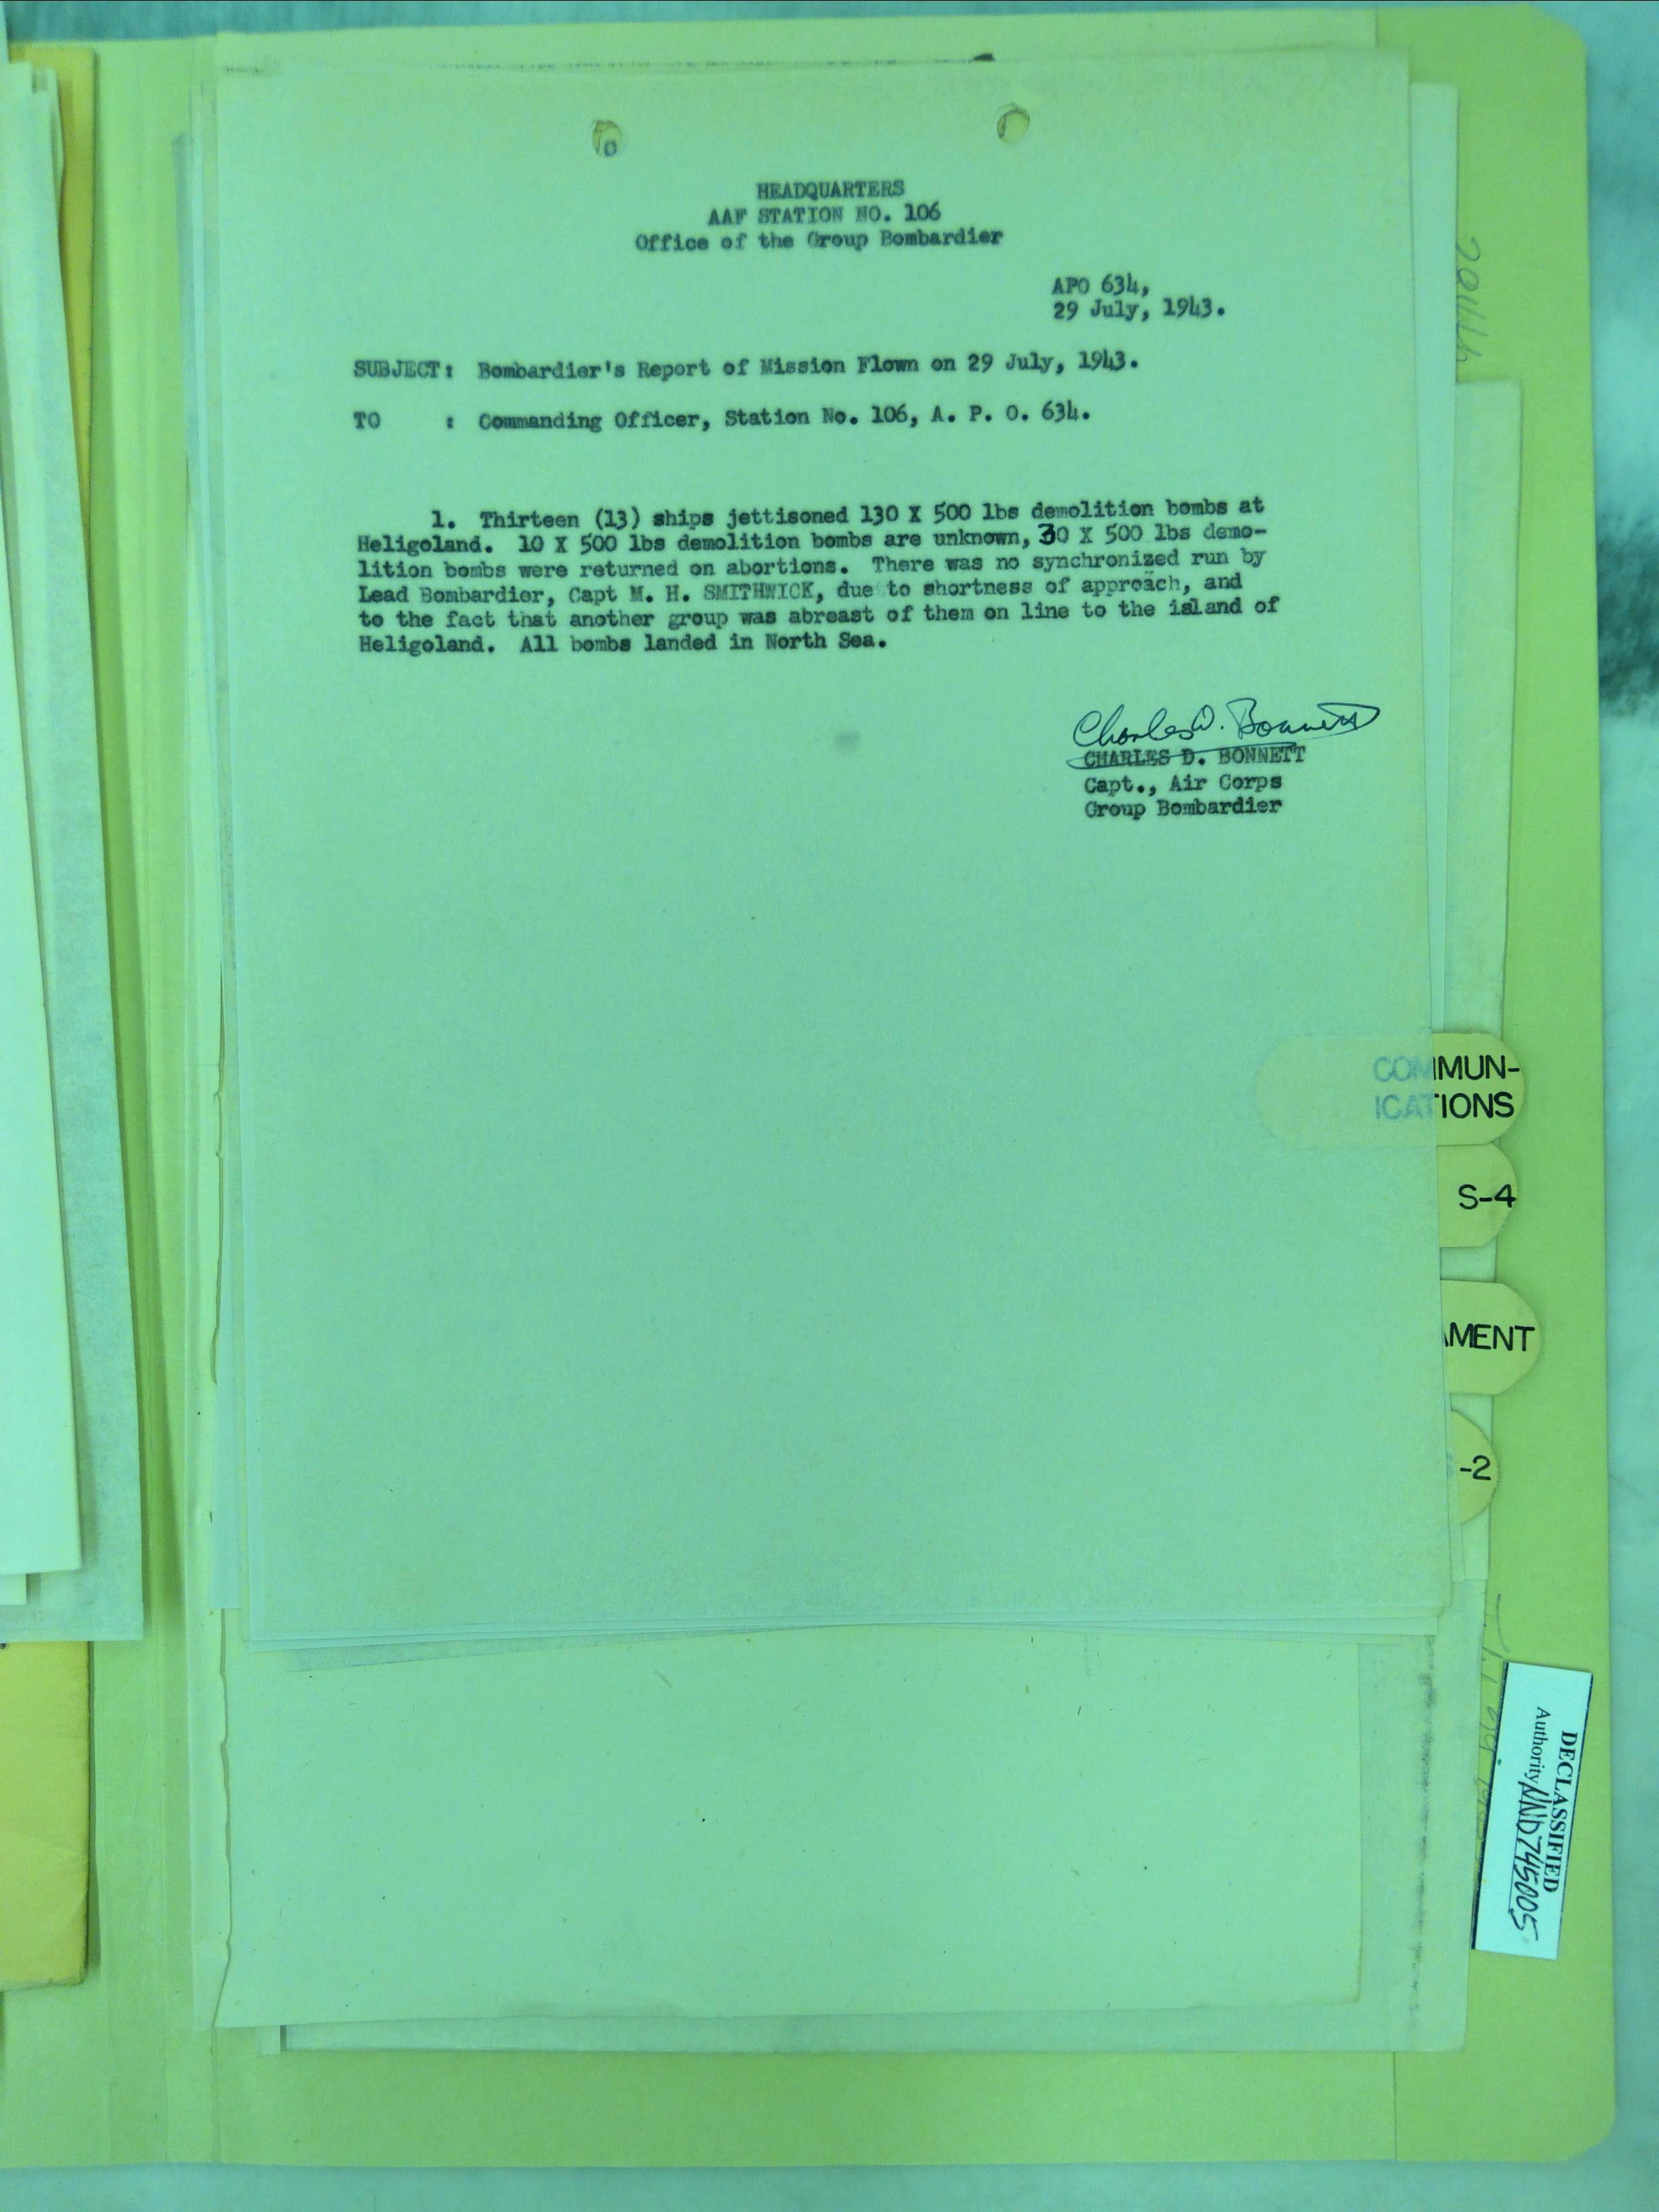 HEADQUARTERS
AAF STATION NO. 106
Office of the Group Bombardier
APO 634,
29 July, 1943.
SUBJECT: Bombardier's Report of Mission Flown on 29 July, 1943.
TO : Commanding Officer, Station No. 106, A. P. O. 634.
1. Thirteen (13) ships jettisoned 130 X 500 lbs demolition bombs at
Heligoland. 10 X 500 lbs demolition bombs are unknown, 30 X 500 lbs demo-
lition bombs were returned on abortions. There was no synchronized run by
Lead Bombardier, Capt M. H. SMITHWICK, due to shortness of approach, and
to the fact that another group was abreast of them on line to the island of
Heligoland. All bombs landed in North Sea.
Charles D. Bonnett
CHARLES D. BONNETT
Capt., Air Corps
Group Bombardier
COMMUN-
ICATIONS
S-4
AMENT
S-2
DECLASSIFIED
Authority NND745005